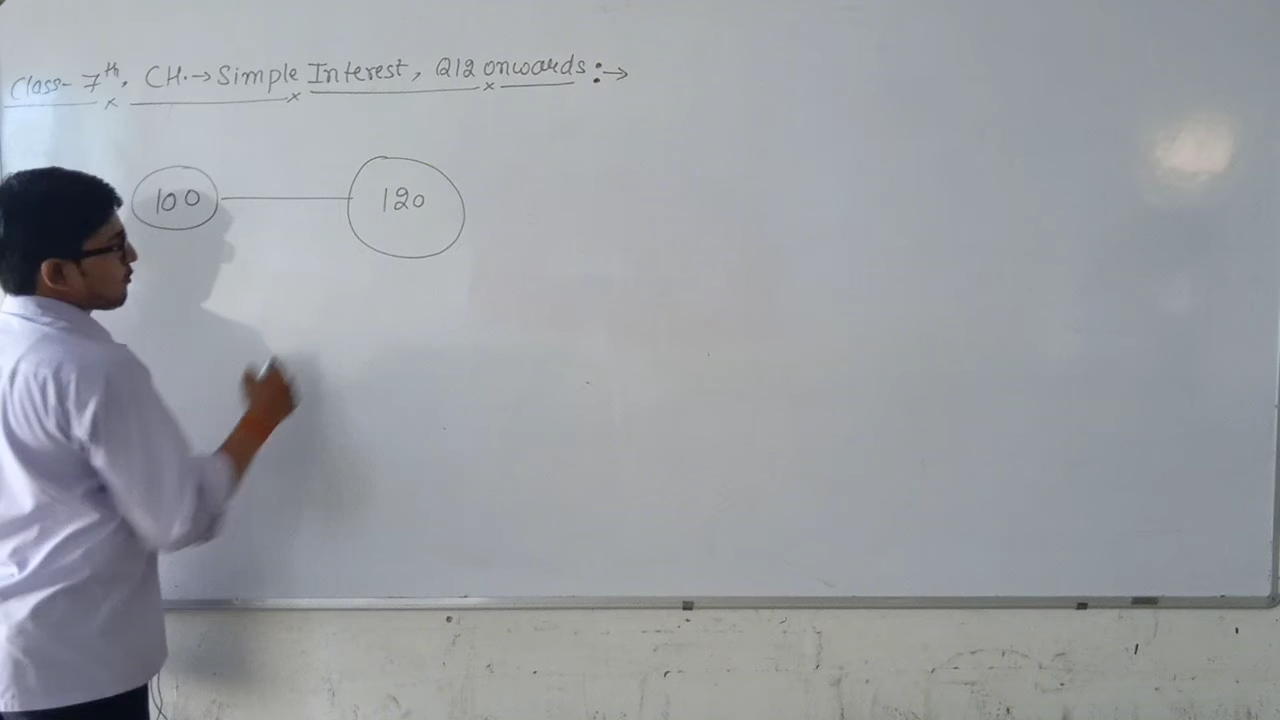 Class- 7th, CH.→ Simple Interest, Q12 onwards:→
100 120